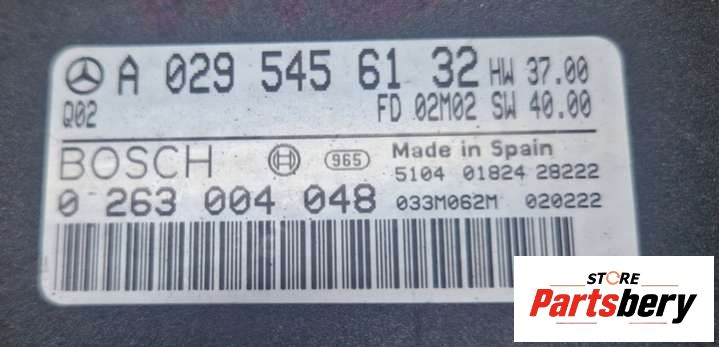 A 029 545 61 32 HW 37.00
Q02 FD 02M02 SW 40.00
BOSCH 965 Made in Spain
5104 01824 28222
0 263 004 048 033M062M 020222
STORE
Partsbery